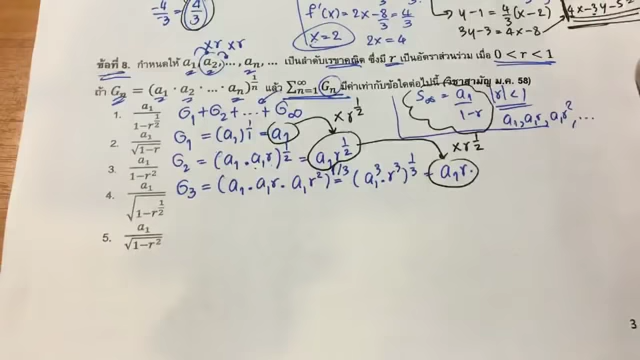 -4/-3 = 4/3
f'(x) = 2x - 8/3 = 4/3
x = 2
2x = 4
y - 1 = 4/3 (x - 2)
3y - 3 = 4x - 8
4x - 3y - 5 =
×r ×r
ข้อที่ 8. กำหนดให้ a₁, a₂, …, aₙ, … เป็นลำดับเรขาคณิต ซึ่งมี r เป็นอัตราส่วนร่วม เมื่อ 0 < r < 1
ถ้า Gₙ = (a₁ · a₂ · … · aₙ)^(1/n) แล้ว ∑_(n=1)^∞ Gₙ มีค่าเท่ากับข้อใดต่อไปนี้ (วิชาสามัญ ม.ค. 58)
1. a₁/(1-r)
2. a₁/√(1-r)
3. a₁/(1-r²)
4. a₁/√(1-r^(1/2))
5. a₁/√(1-r²)
G₁ + G₂ + … + G∞
G₁ = (a₁)^(1/1) = a₁
×r^(1/2)
G₂ = (a₁ · a₁r)^(1/2) = a₁r^(1/2)
×r^(1/2)
G₃ = (a₁ · a₁r · a₁r²)^(1/3) = (a₁³ · r³)^(1/3) = a₁r.
S∞ = a₁/(1-r)
|r| < 1
a₁, a₁r, a₁r², …
3